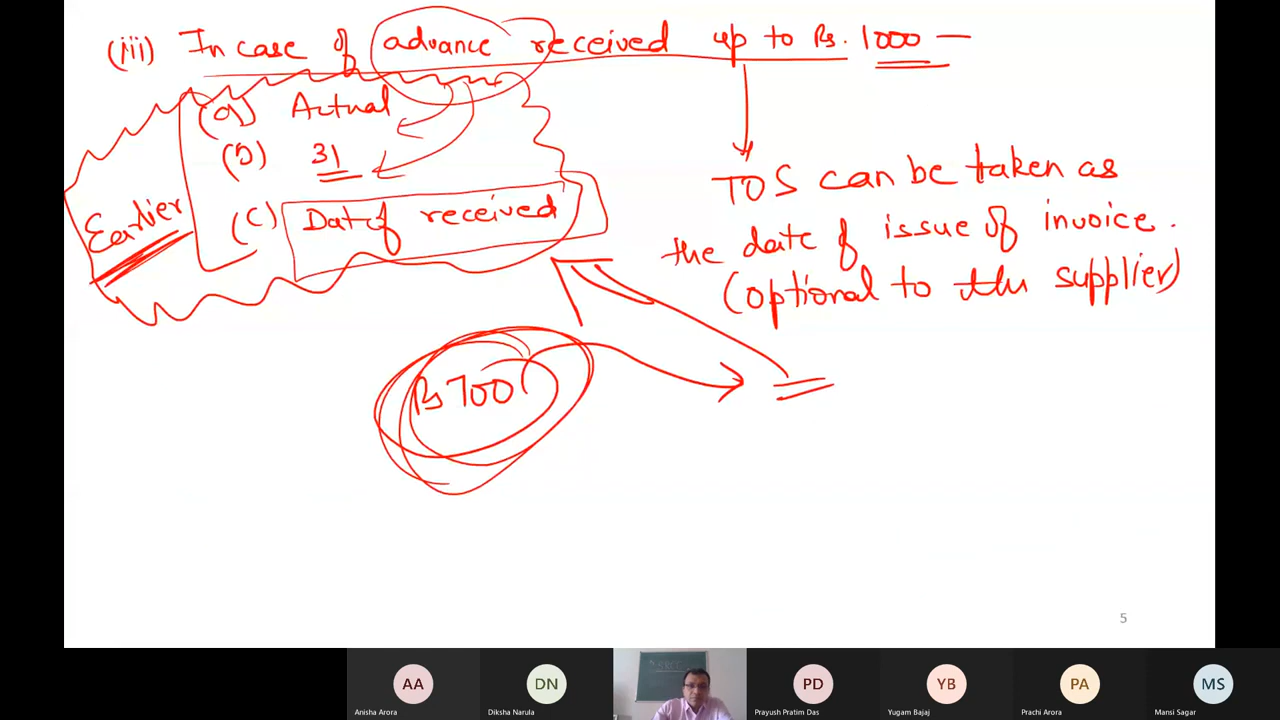 (iii) In case of advance received up to Rs. 1000 —
(a) Actual
(b) 31
Earlier
(c) Dat of received
TOS can be taken as
the date of issue of invoice.
(optional to the supplier)
Rs 700
5
AA
DN
PD
YB
PA
MS
Anisha Arora
Diksha Narula
Prayush Pratim Das
Yugam Bajaj
Prachi Arora
Mansi Sagar